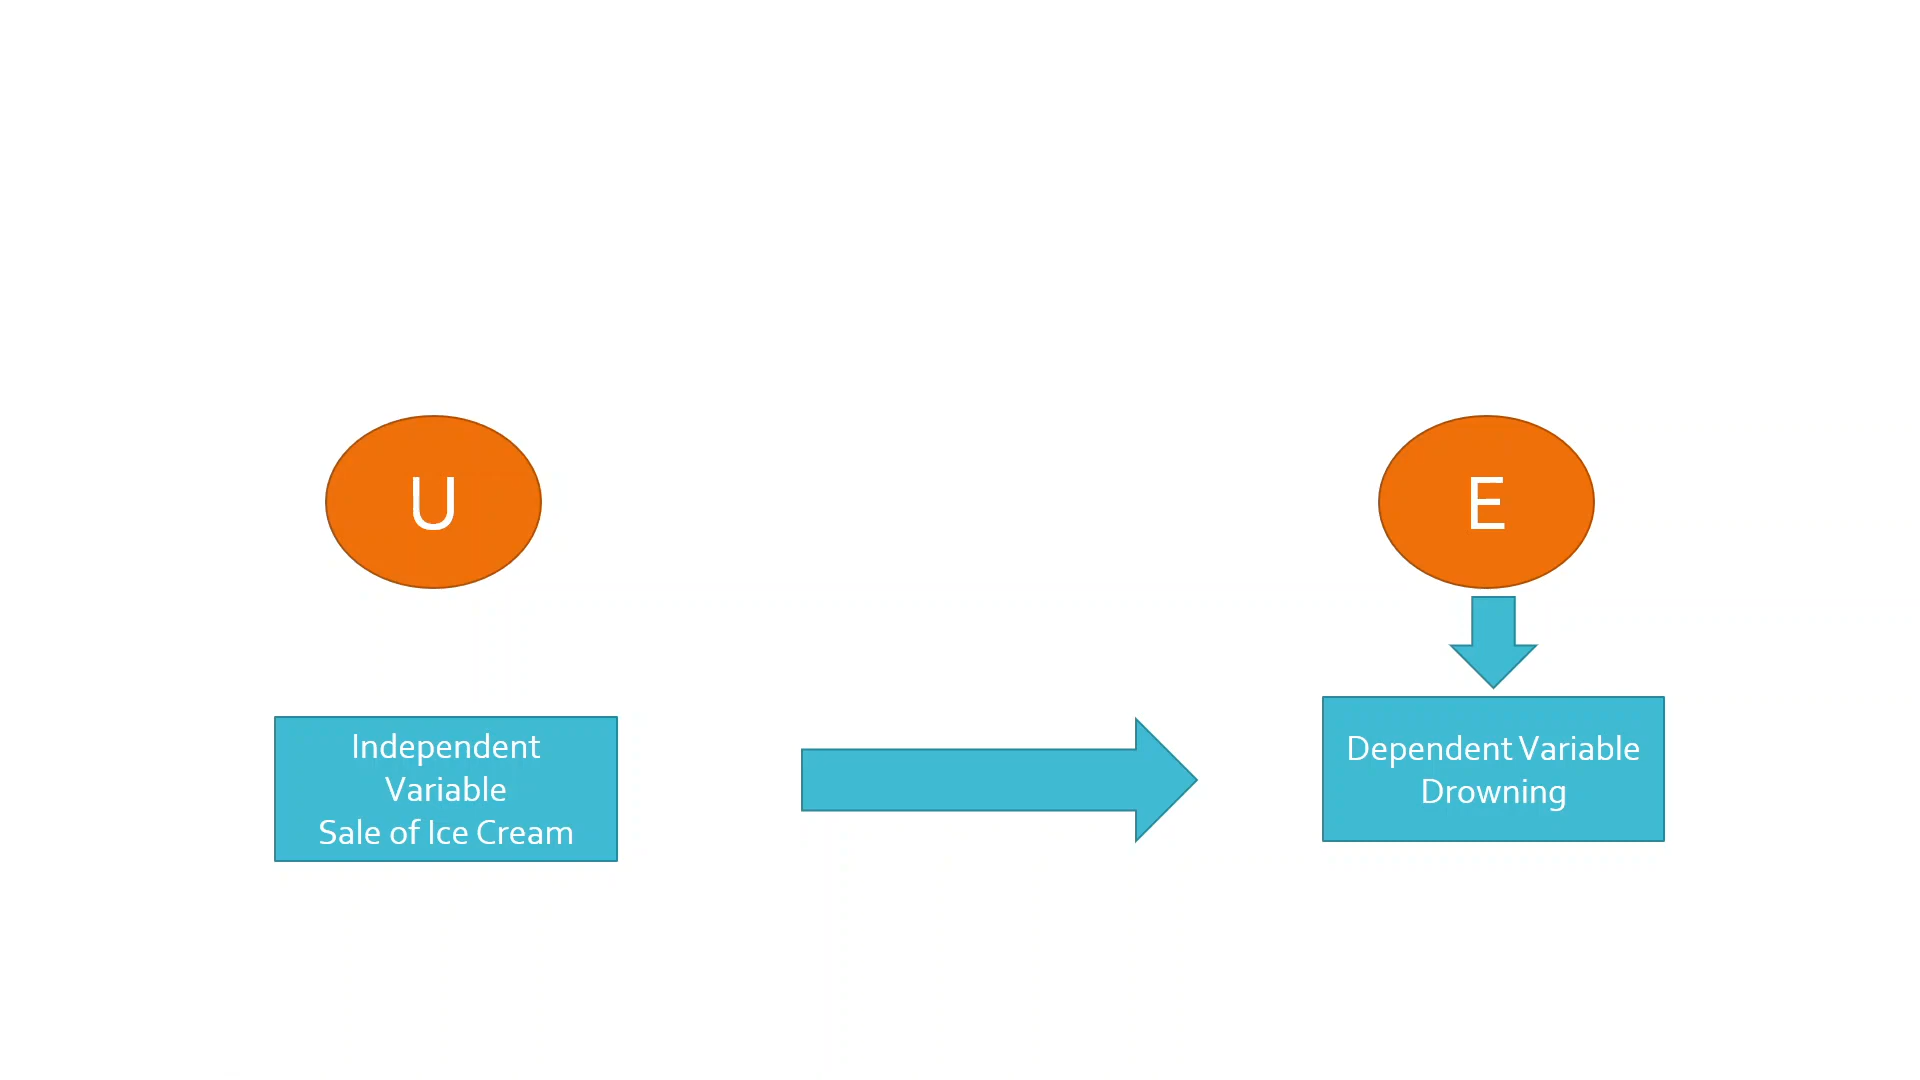 U
E
Independent
Variable
Sale of Ice Cream
Dependent Variable
Drowning